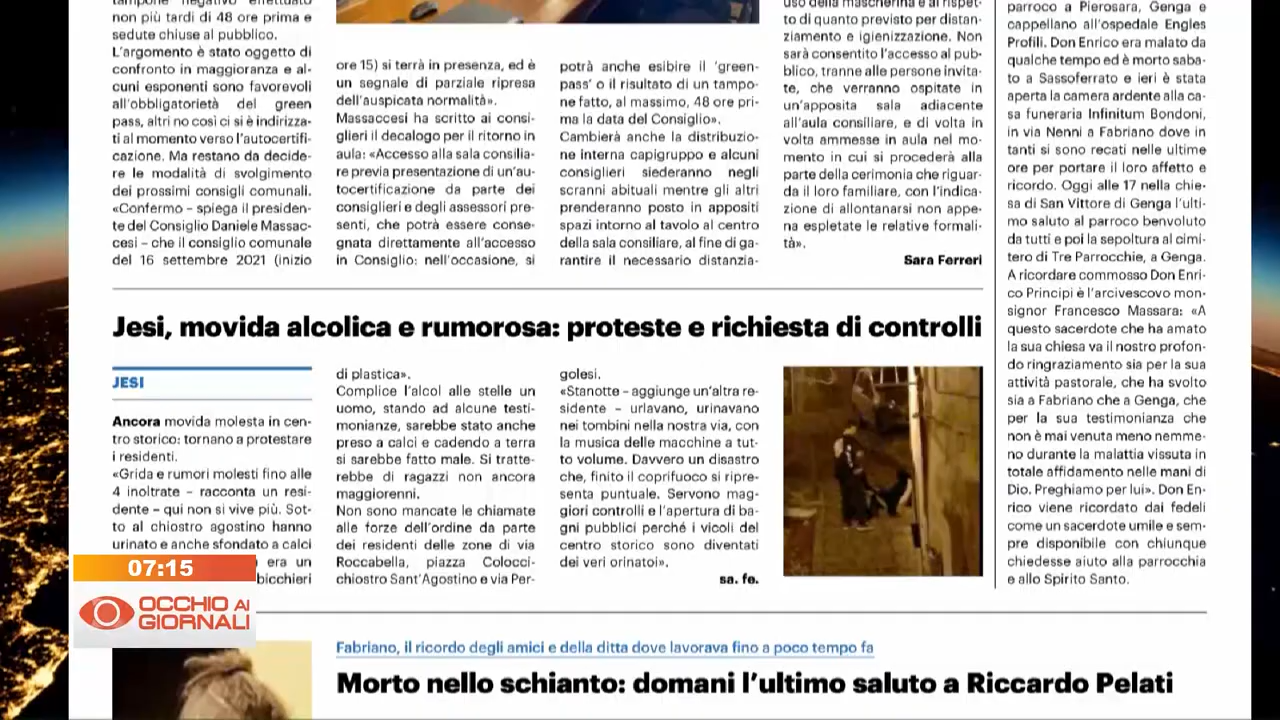 tampone negativo effettuato
non più tardi di 48 ore prima e
sedute chiuse al pubblico.
L'argomento è stato oggetto di
confronto in maggioranza e al-
cuni esponenti sono favorevoli
all'obbligatorietà del green
pass, altri no così ci si è indirizza-
ti al momento verso l'autocertifi-
cazione. Ma restano da decide-
re le modalità di svolgimento
dei prossimi consigli comunali.
«Confermo – spiega il presiden-
te del Consiglio Daniele Massac-
cesi – che il consiglio comunale
del 16 settembre 2021 (inizio
ore 15) si terrà in presenza, ed è
un segnale di parziale ripresa
dell'auspicata normalità».
Massaccesi ha scritto ai consi-
glieri il decalogo per il ritorno in
aula: «Accesso alla sala consilia-
re previa presentazione di un'au-
tocertificazione da parte dei
consiglieri e degli assessori pre-
senti, che potrà essere conse-
gnata direttamente all'accesso
in Consiglio: nell'occasione, si
potrà anche esibire il 'green-
pass' o il risultato di un tampo-
ne fatto, al massimo, 48 ore pri-
ma la data del Consiglio».
Cambierà anche la distribuzio-
ne interna capigruppo e alcuni
consiglieri siederanno negli
scranni abituali mentre gli altri
prenderanno posto in appositi
spazi intorno al tavolo al centro
della sala consiliare, al fine di ga-
rantire il necessario distanzia-
uso della mascherina e al rispet-
to di quanto previsto per distan-
ziamento e igienizzazione. Non
sarà consentito l'accesso al pub-
blico, tranne alle persone invita-
te, che verranno ospitate in
un'apposita sala adiacente
all'aula consiliare, e di volta in
volta ammesse in aula nel mo-
mento in cui si procederà alla
parte della cerimonia che riguar-
da il loro familiare, con l'indica-
zione di allontanarsi non appe-
na espletate le relative formali-
tà».
Sara Ferreri
parroco a Pierosara, Genga e
cappellano all'ospedale Engles
Profili. Don Enrico era malato da
qualche tempo ed è morto saba-
to a Sassoferrato e ieri è stata
aperta la camera ardente alla ca-
sa funeraria Infinitum Bondoni,
in via Nenni a Fabriano dove in
tanti si sono recati nelle ultime
ore per portare il loro affetto e
ricordo. Oggi alle 17 nella chie-
sa di San Vittore di Genga l'ulti-
mo saluto al parroco benvoluto
da tutti e poi la sepoltura al cimi-
tero di Tre Parrocchie, a Genga.
A ricordare commosso Don Enri-
co Principi è l'arcivescovo mon-
signor Francesco Massara: «A
questo sacerdote che ha amato
la sua chiesa va il nostro profon-
do ringraziamento sia per la sua
attività pastorale, che ha svolto
sia a Fabriano che a Genga, che
per la sua testimonianza che
non è mai venuta meno nemme-
no durante la malattia vissuta in
totale affidamento nelle mani di
Dio. Preghiamo per lui». Don En-
rico viene ricordato dai fedeli
come un sacerdote umile e sem-
pre disponibile con chiunque
chiedesse aiuto alla parrocchia
e allo Spirito Santo.
Jesi, movida alcolica e rumorosa: proteste e richiesta di controlli
JESI
Ancora movida molesta in cen-
tro storico: tornano a protestare
i residenti.
«Grida e rumori molesti fino alle
4 inoltrate – racconta un resi-
dente – qui non si vive più. Sot-
to al chiostro agostino hanno
urinato e anche sfondato a calci
era un
bicchieri
di plastica».
Complice l'alcol alle stelle un
uomo, stando ad alcune testi-
monianze, sarebbe stato anche
preso a calci e cadendo a terra
si sarebbe fatto male. Si tratte-
rebbe di ragazzi non ancora
maggiorenni.
Non sono mancate le chiamate
alle forze dell'ordine da parte
dei residenti delle zone di via
Roccabella, piazza Colocci-
chiostro Sant'Agostino e via Per-
golesi.
«Stanotte – aggiunge un'altra re-
sidente – urlavano, urinavano
nei tombini nella nostra via, con
la musica delle macchine a tut-
to volume. Davvero un disastro
che, finito il coprifuoco si ripre-
senta puntuale. Servono mag-
giori controlli e l'apertura di ba-
gni pubblici perché i vicoli del
centro storico sono diventati
dei veri orinatoi».
sa. fe.
07:15
OCCHIO AI
GIORNALI
Fabriano, il ricordo degli amici e della ditta dove lavorava fino a poco tempo fa
Morto nello schianto: domani l'ultimo saluto a Riccardo Pelati